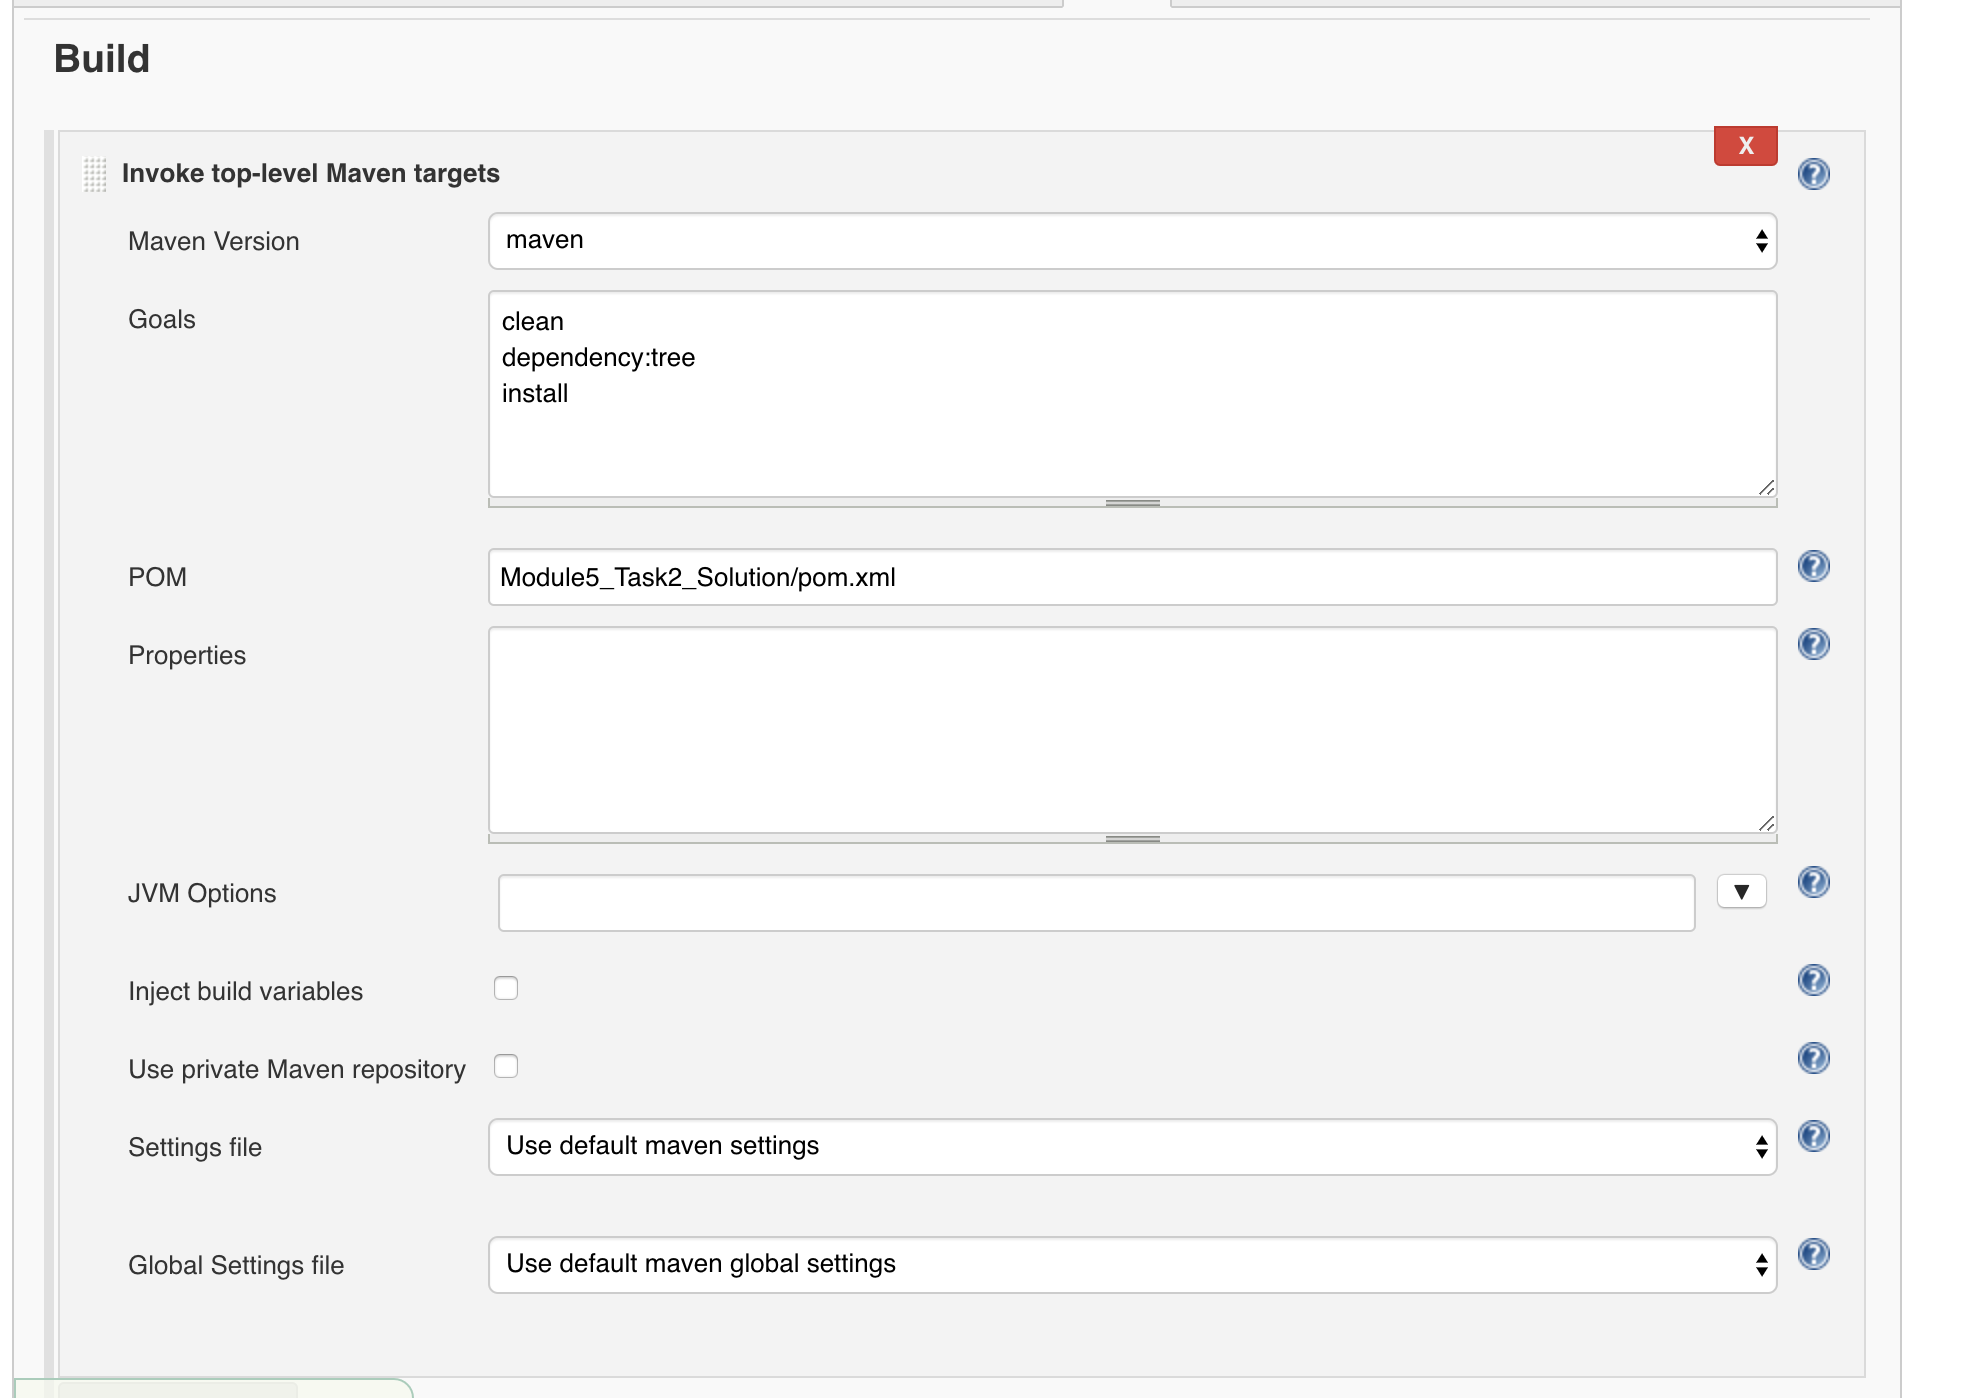 Build
Invoke top-level Maven targets
X
?
Maven Version
maven
Goals
clean
dependency:tree
install
POM
Module5_Task2_Solution/pom.xml
?
Properties
?
JVM Options
?
Inject build variables
?
Use private Maven repository
?
Settings file
Use default maven settings
?
Global Settings file
Use default maven global settings
?